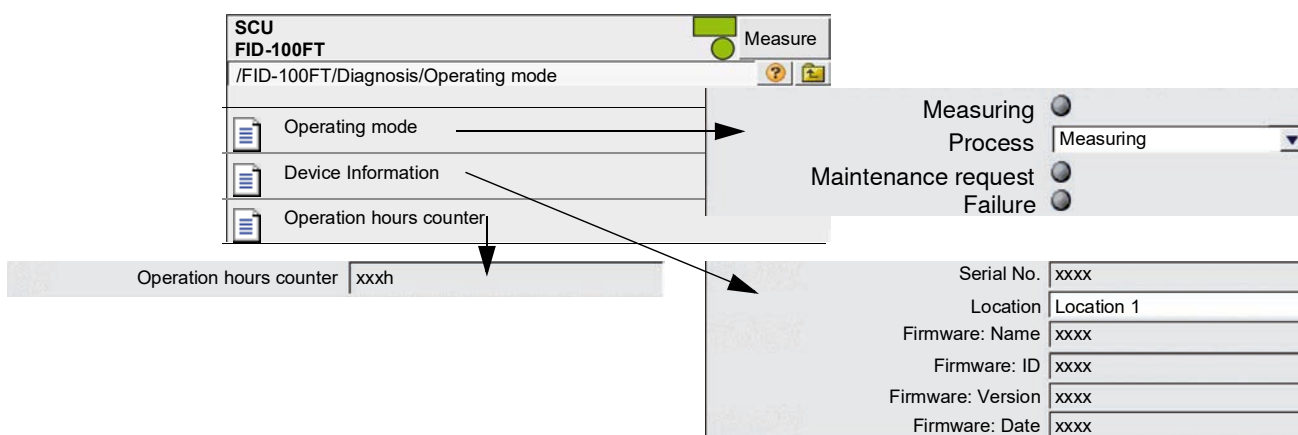 SCU
FID-100FT
Measure
/FID-100FT/Diagnosis/Operating mode
?
Operating mode
Device Information
Operation hours counter
Measuring
Process Measuring
Maintenance request
Failure
Operation hours counter xxxh
Serial No. xxxx
Location Location 1
Firmware: Name xxxx
Firmware: ID xxxx
Firmware: Version xxxx
Firmware: Date xxxx